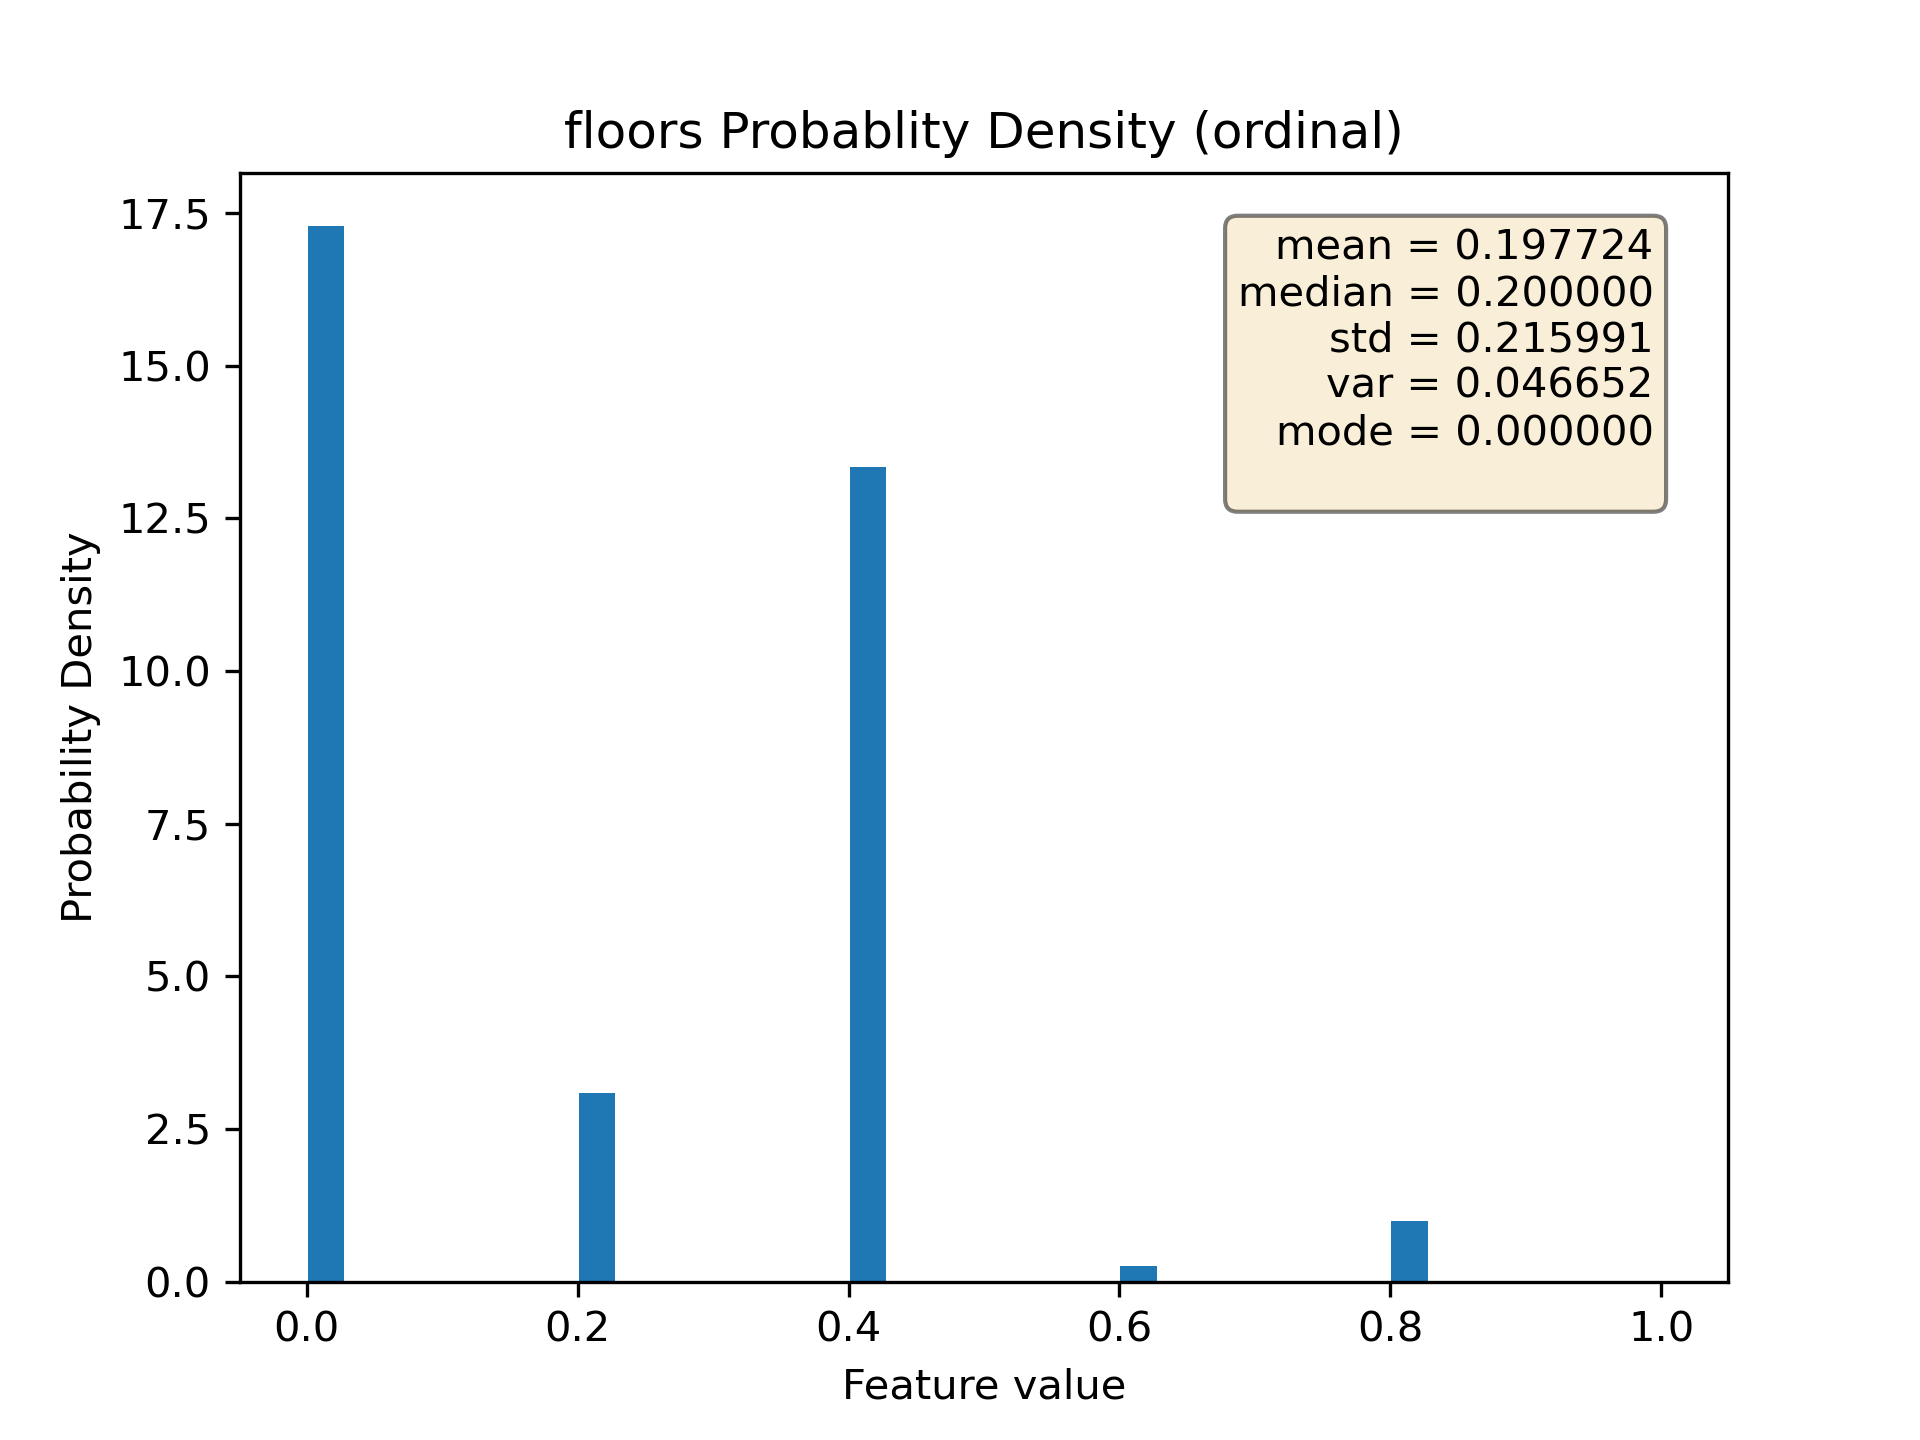 floors Probablity Density (ordinal)
17.5
15.0
12.5
10.0
7.5
5.0
2.5
0.0
Probability Density
mean = 0.197724
median = 0.200000
std = 0.215991
var = 0.046652
mode = 0.000000
0.0 0.2 0.4 0.6 0.8 1.0
Feature value